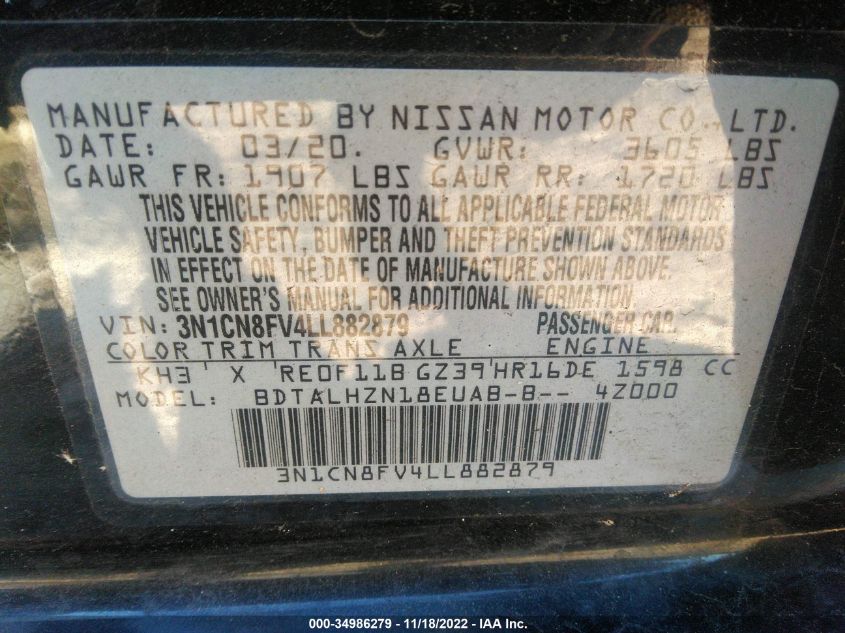 MANUFACTURED BY NISSAN MOTOR CO., LTD.
DATE: 03/20. GVWR: 3605 LBS
GAWR FR: 1907 LBS GAWR RR: 1720 LBS
THIS VEHICLE CONFORMS TO ALL APPLICABLE FEDERAL MOTOR
VEHICLE SAFETY, BUMPER AND THEFT PREVENTION STANDARDS
IN EFFECT ON THE DATE OF MANUFACTURE SHOWN ABOVE.
SEE OWNER'S MANUAL FOR ADDITIONAL INFORMATION.
VIN: 3N1CN8FV4LL882879 PASSENGER CAR.
COLOR TRIM TRANS AXLE ENGINE
KH3 ' X 'RE0F11B GZ39'HR16DE 1598 CC
MODEL: BDTALHZN18EUAB-B-- 4Z000
3N1CN8FV4LL882879
000-34986279 - 11/18/2022 - IAA Inc.